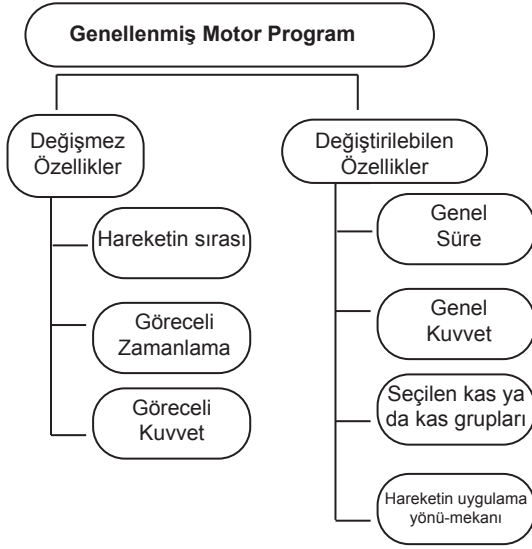 Genellenmiş Motor Program
Değişmez
Özellikler
Hareketin sırası
Göreceli
Zamanlama
Göreceli
Kuvvet
Değiştirilebilen
Özellikler
Genel
Süre
Genel
Kuvvet
Seçilen kas ya
da kas grupları
Hareketin uygulama
yönü-mekanı